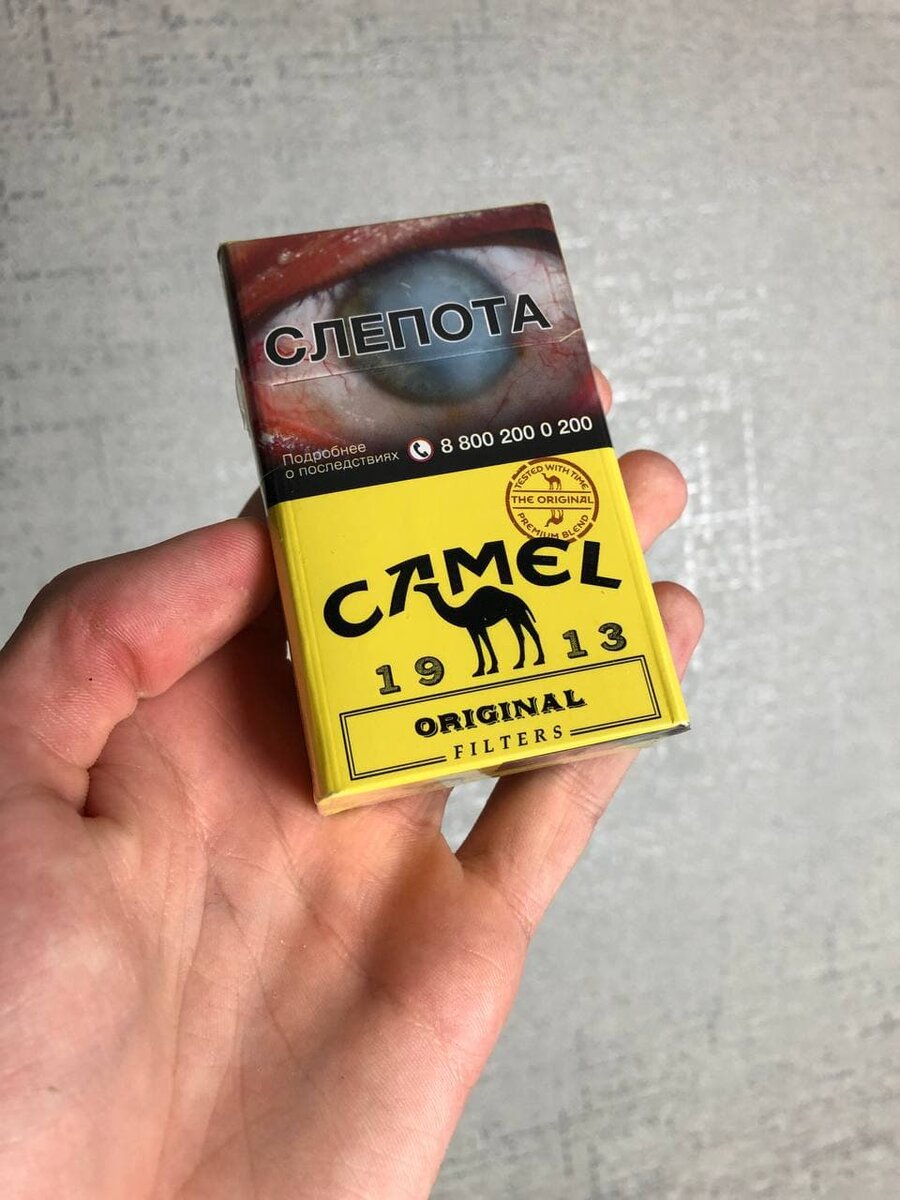 СЛЕПОТА
Подробнее
о последствиях
8 800 200 0 200
TESTED WITH TIME
THE ORIGINAL
PREMIUM BLEND
CAMEL
19 13
ORIGINAL
FILTERS